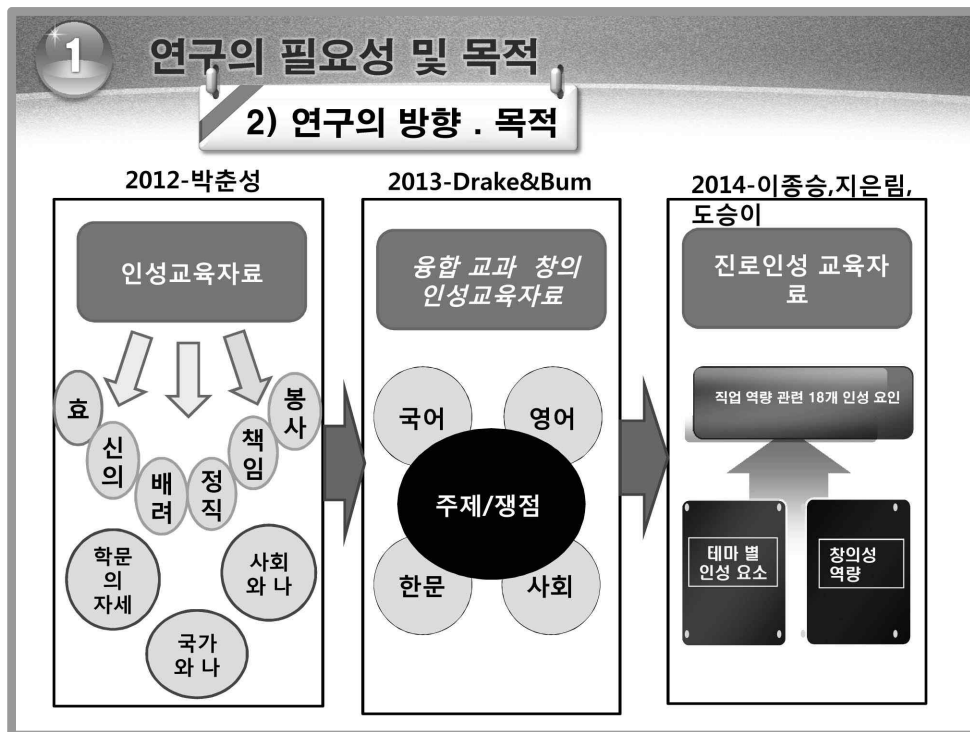 1
연구의 필요성 및 목적
2) 연구의 방향 . 목적
2012-박춘성
인성교육자료
효
신
의
배
려
정
직
책
임
봉
사
학문
의
자세
국가
와 나
사회
와 나
2013-Drake&Bum
융합 교과 창의
인성교육자료
국어
영어
주제/쟁점
한문
사회
2014-이종승,지은림,
도승이
진로인성 교육자
료
직업 역량 관련 18개 인성 요인
테마 별
인성 요소
창의성
역량